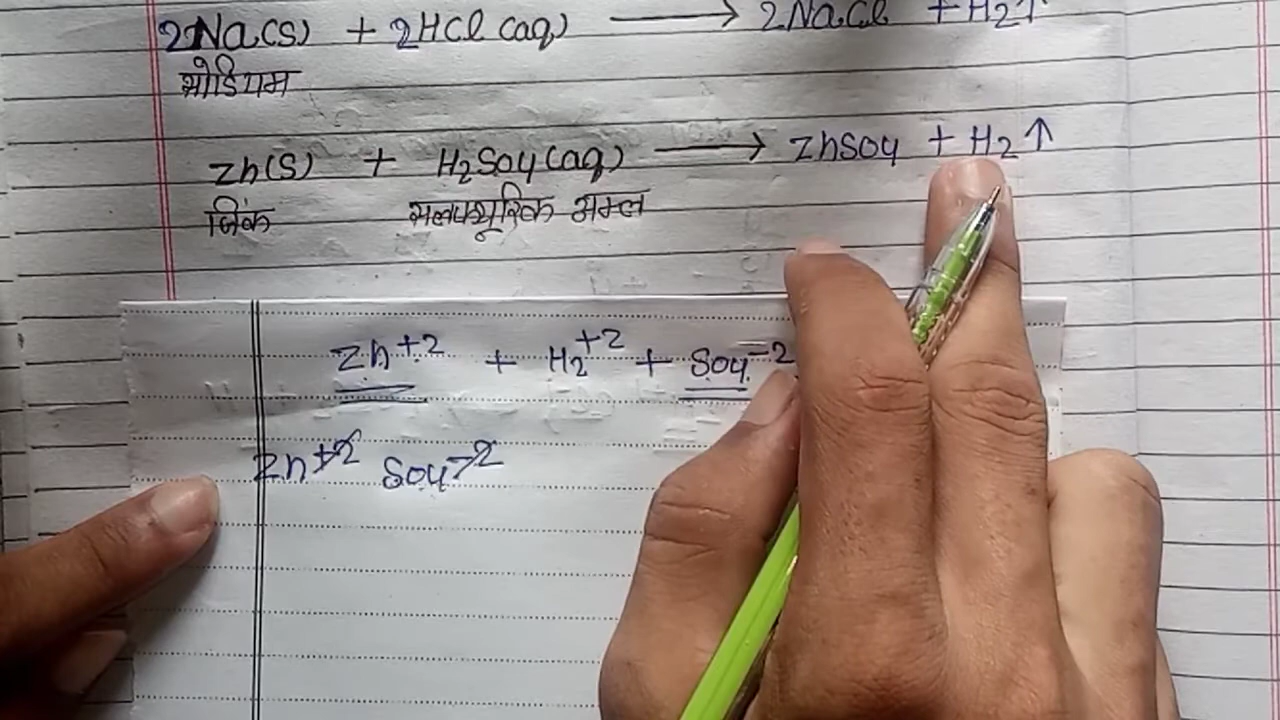 2Na(s) + 2HCl(aq) ⟶ 2NaCl + H2↑
सोडियम
Zn(s) + H2SO4(aq) ⟶ ZnSO4 + H2↑
जिंक सलफ्यूरिक अम्ल
Zn+2 + H2+2 + SO4-2
Zn+2 SO4-2